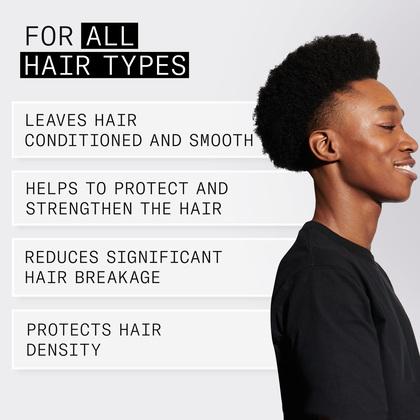 FOR ALL
HAIR TYPES
LEAVES HAIR
CONDITIONED AND SMOOTH
HELPS TO PROTECT AND
STRENGTHEN THE HAIR
REDUCES SIGNIFICANT
HAIR BREAKAGE
PROTECTS HAIR
DENSITY